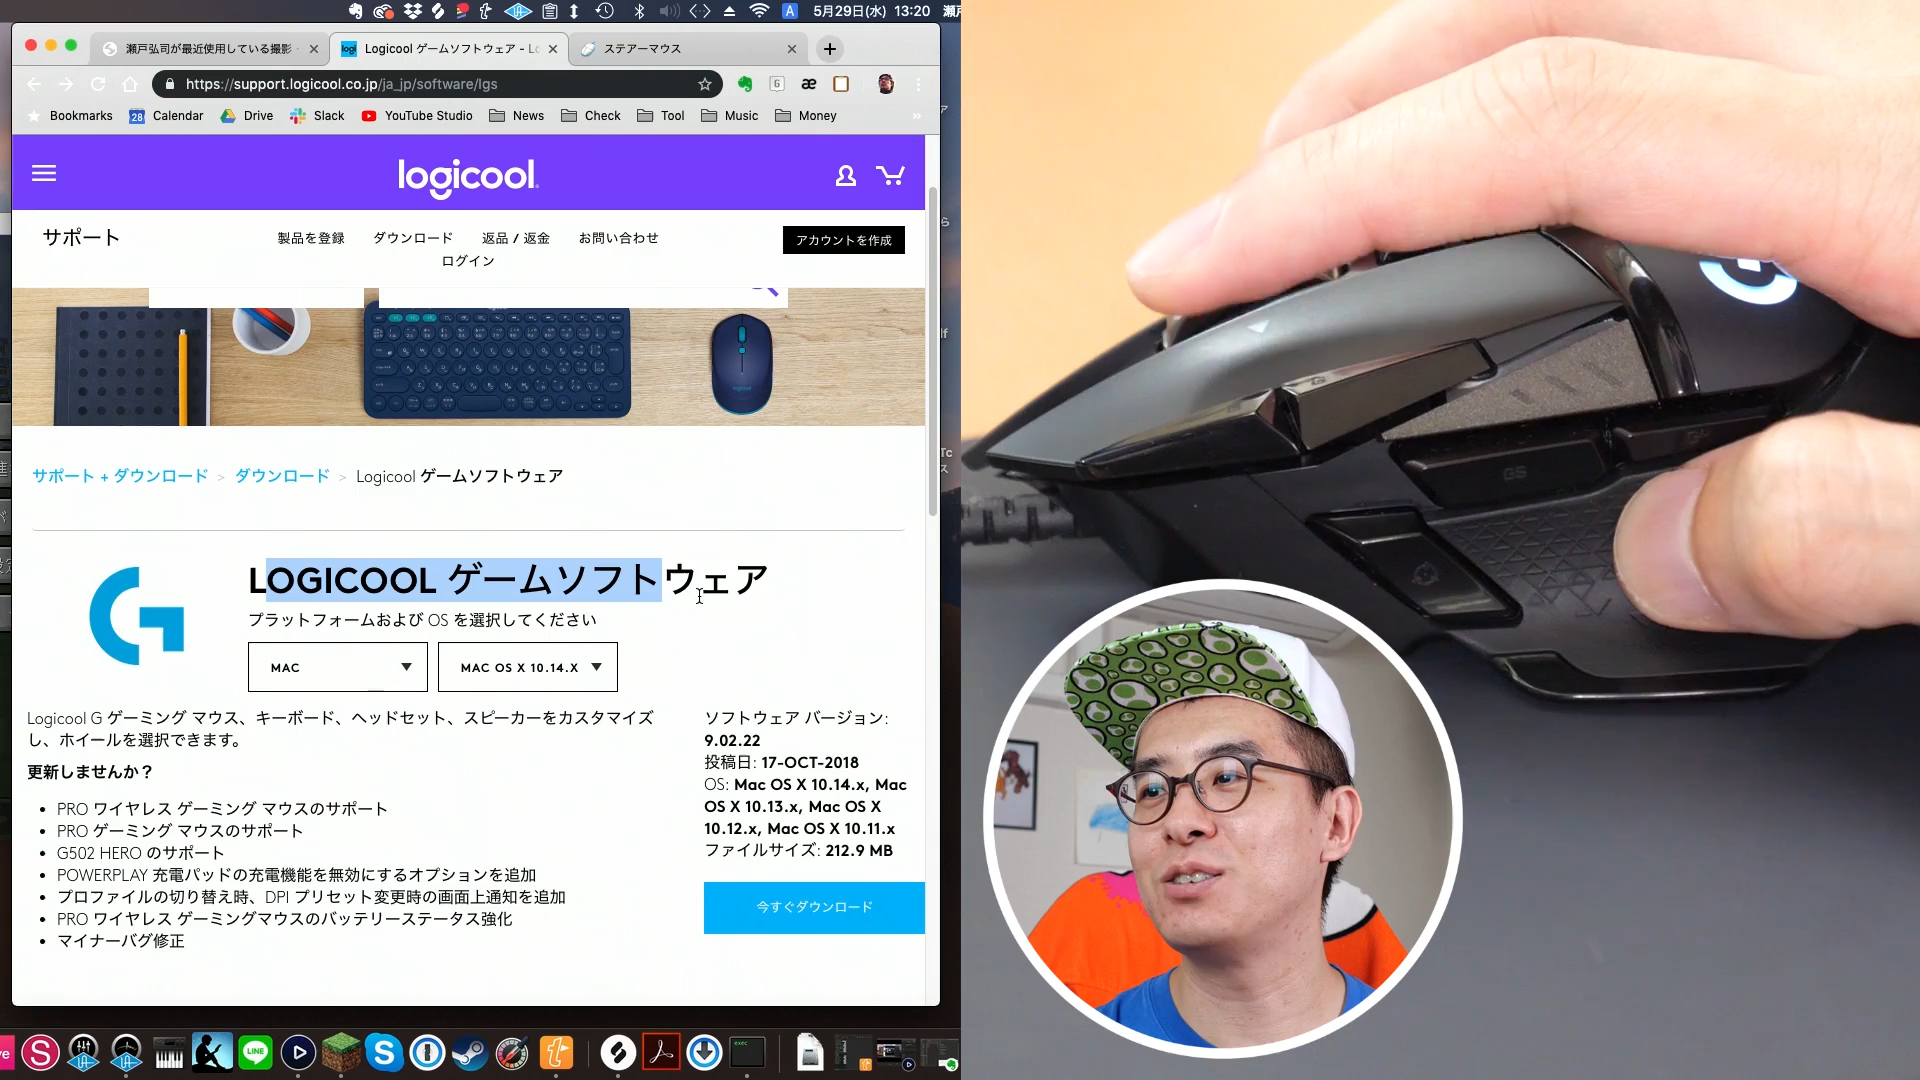 5月29日(水) 13:20
瀬戸弘司が最近使用している撮影
Logicool ゲームソフトウェア - Lo
ステアーマウス
https://support.logicool.co.jp/ja_jp/software/lgs
Bookmarks
28
Calendar
Drive
Slack
YouTube Studio
News
Check
Tool
Music
Money
logicool
サポート
製品を登録
ダウンロード
返品 / 返金
お問い合わせ
アカウントを作成
ログイン
サポート + ダウンロード > ダウンロード > Logicool ゲームソフトウェア
LOGICOOL ゲームソフトウェア
プラットフォームおよび OS を選択してください
MAC
MAC OS X 10.14.X
Logicool G ゲーミング マウス、キーボード、ヘッドセット、スピーカーをカスタマイズ
し、ホイールを選択できます。
更新しませんか？
• PRO ワイヤレス ゲーミング マウスのサポート
• PRO ゲーミング マウスのサポート
• G502 HERO のサポート
• POWERPLAY 充電パッドの充電機能を無効にするオプションを追加
• プロファイルの切り替え時、DPI プリセット変更時の画面上通知を追加
• PRO ワイヤレス ゲーミングマウスのバッテリーステータス強化
• マイナーバグ修正
ソフトウェア バージョン:
9.02.22
投稿日: 17-OCT-2018
OS: Mac OS X 10.14.x, Mac
OS X 10.13.x, Mac OS X
10.12.x, Mac OS X 10.11.x
ファイルサイズ: 212.9 MB
今すぐダウンロード
LINE
exec
G5